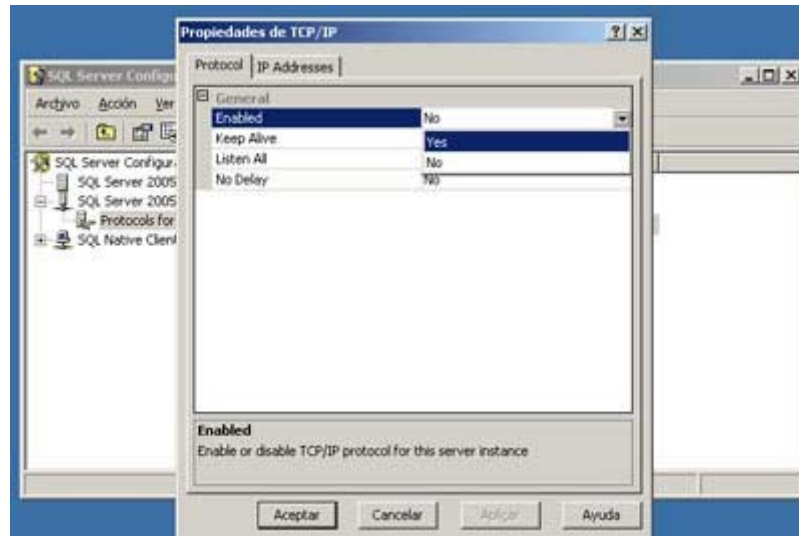 Propiedades de TCP/IP
Protocol
IP Addresses
General
Enabled No
Yes
No
Keep Alive
Listen All
No Delay No
Enabled
Enable or disable TCP/IP protocol for this server instance
Aceptar
Cancelar
Aplicar
Ayuda
SQL Server Configu
Archivo Acción Ver
SQL Server Configur
SQL Server 2005
SQL Server 2005
Protocols for
SQL Native Client